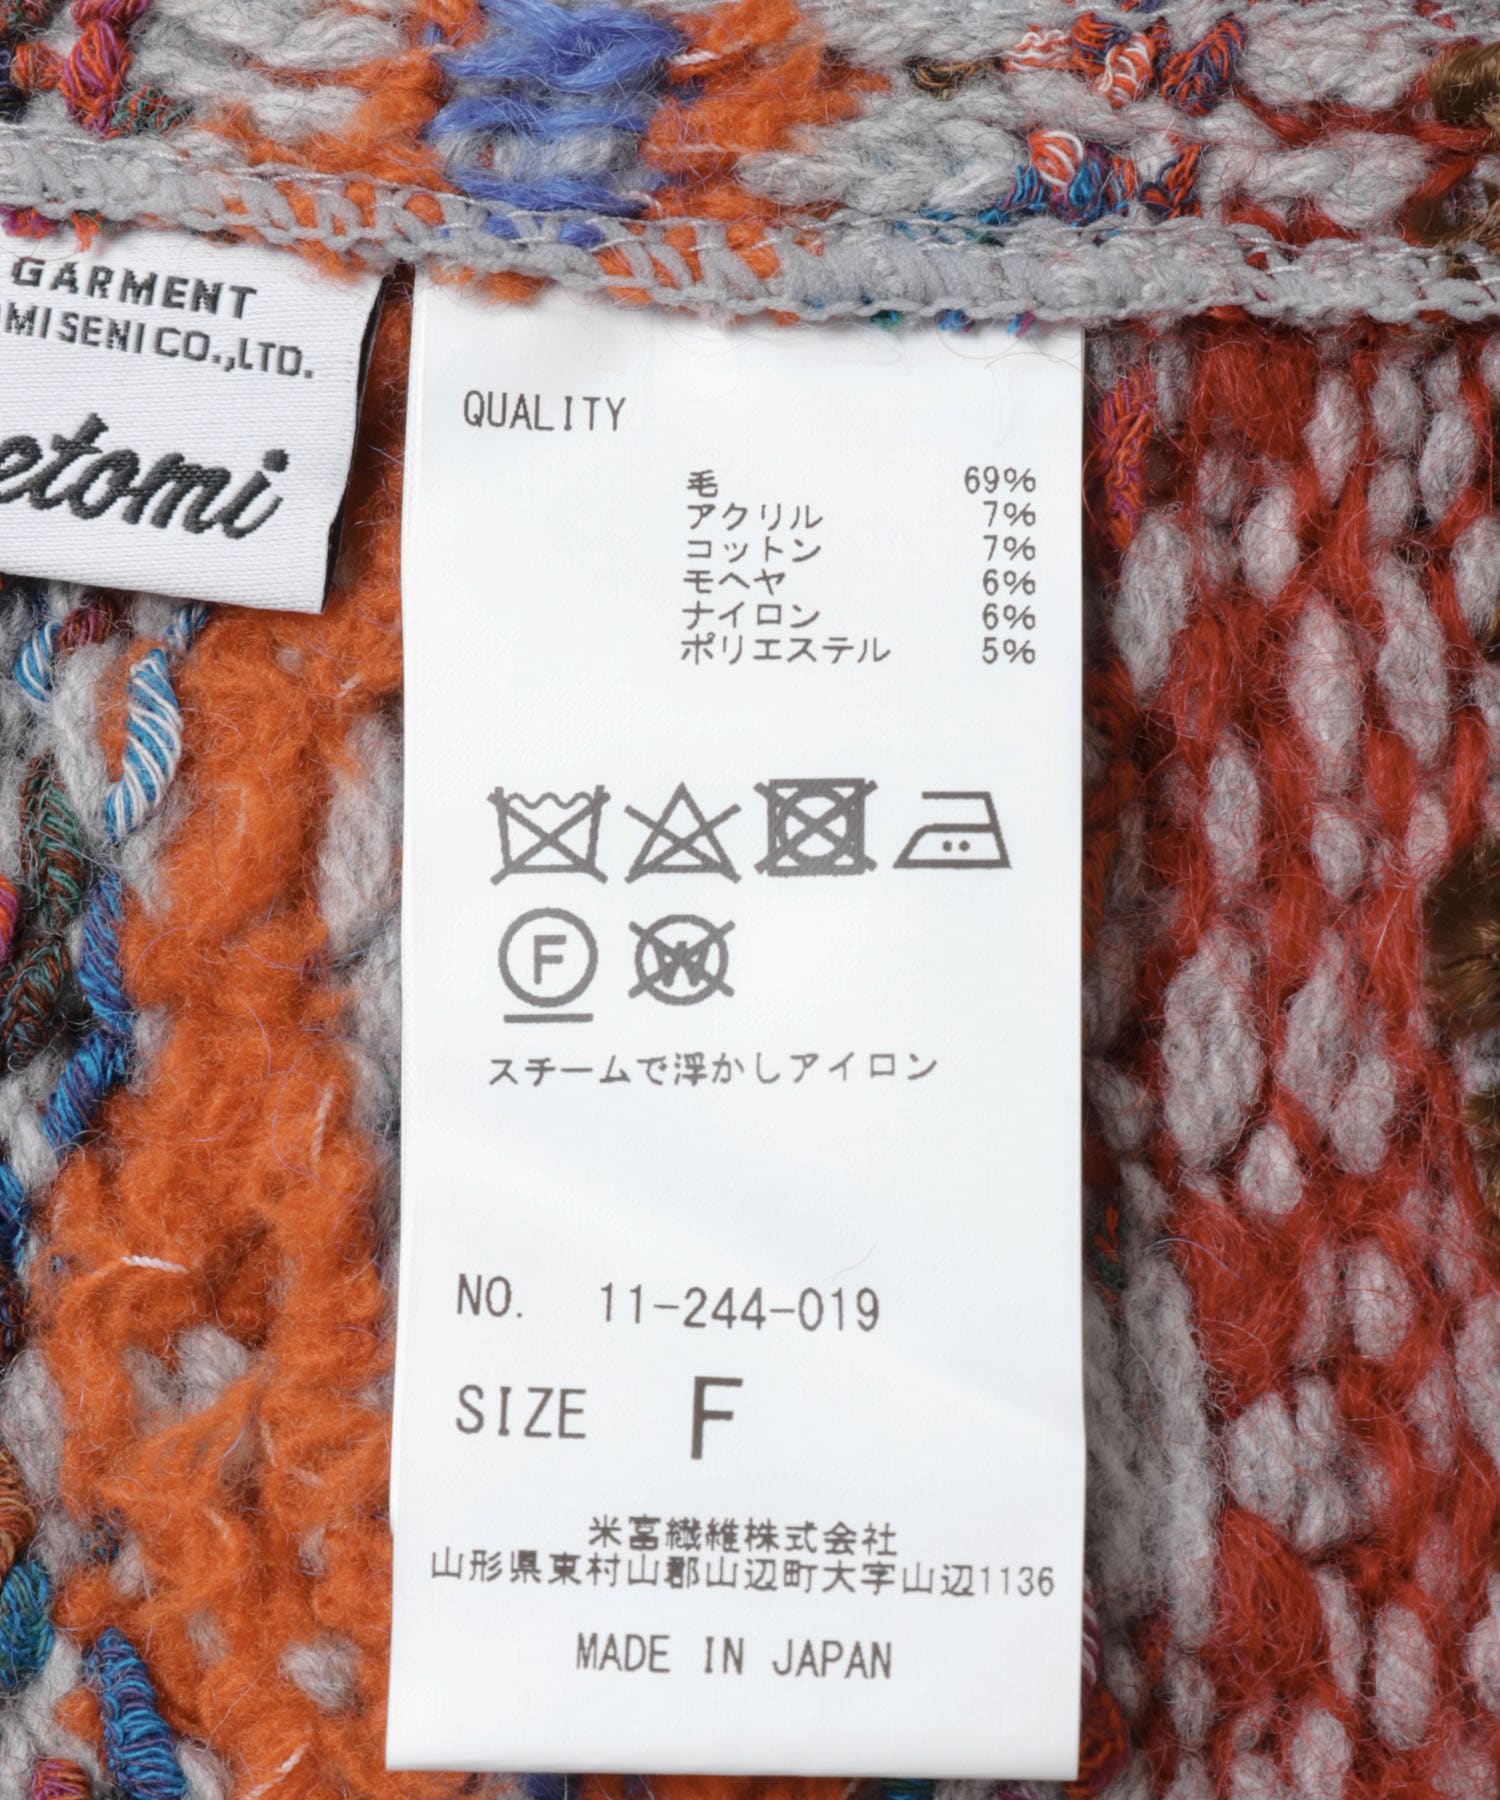 GARMENT
CO.,LTD.
QUALITY
毛 69%
アクリル 7%
コットン 7%
モヘヤ 6%
ナイロン 6%
ポリエステル 5%
F W
スチームで浮かしアイロン
NO. 11-244-019
SIZE F
米富繊維株式会社
山形県東村山郡山辺町大字山辺1136
MADE IN JAPAN